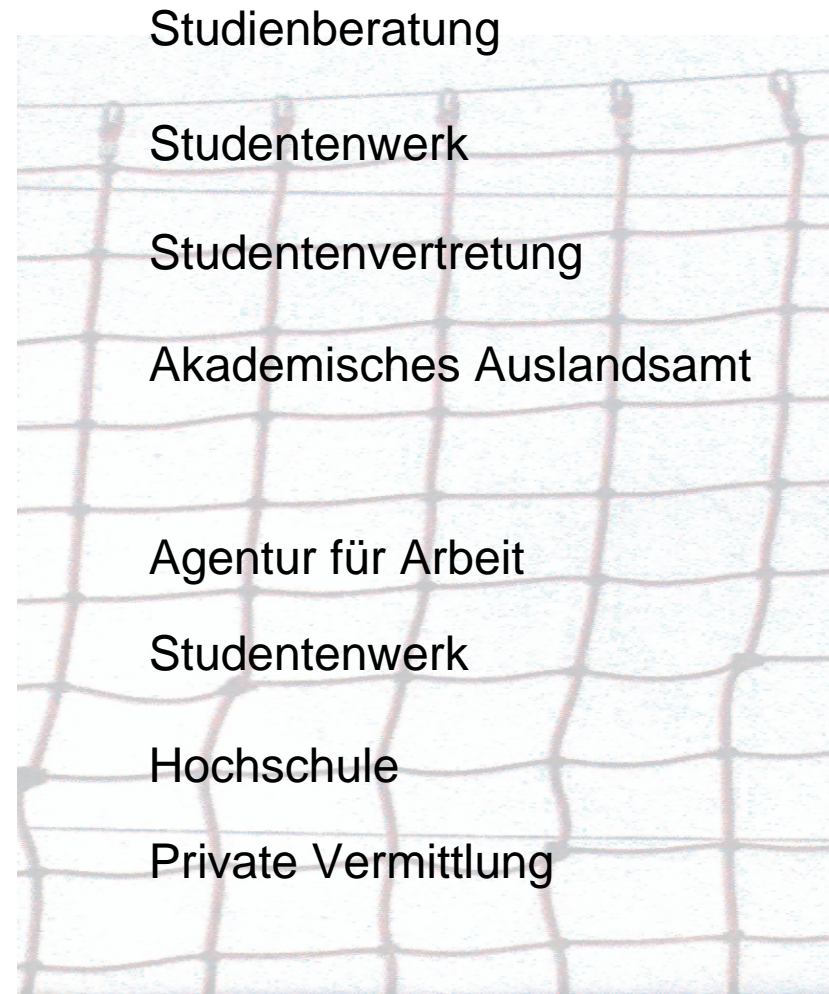 Studienberatung
Studentenwerk
Studentenvertretung
Akademisches Auslandsamt
Agentur für Arbeit
Studentenwerk
Hochschule
Private Vermittlung